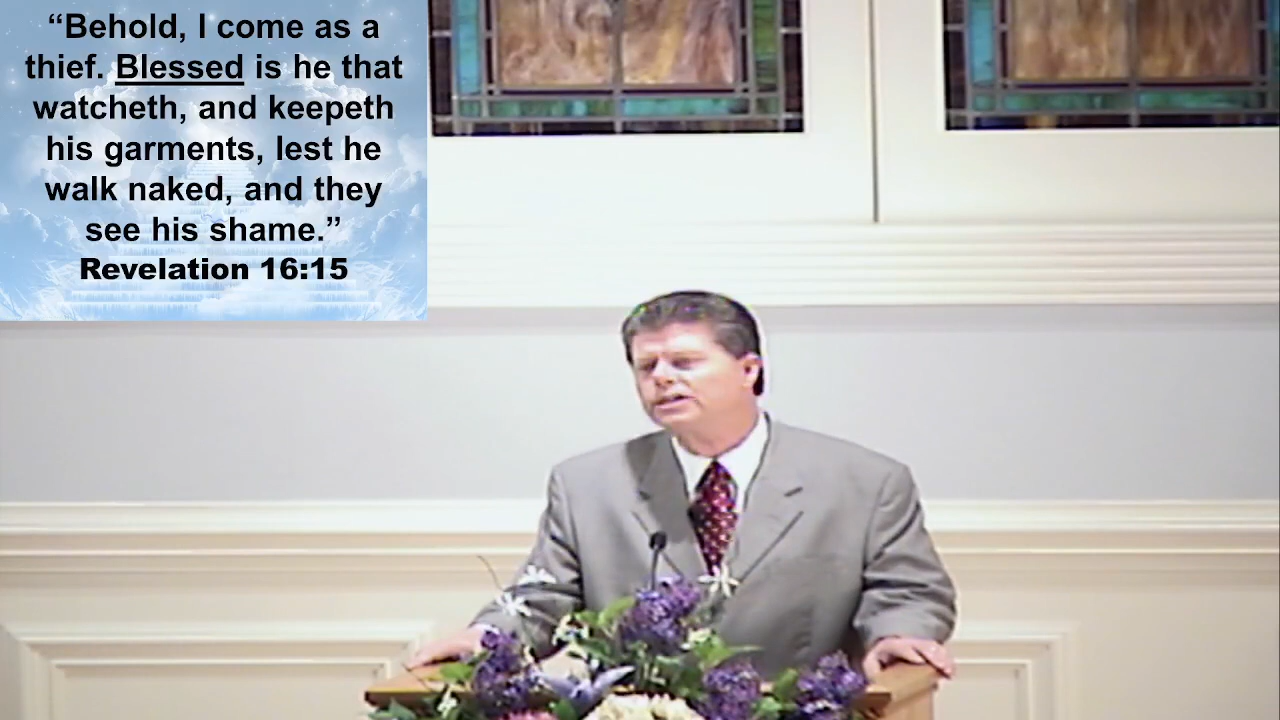 “Behold, I come as a
thief. Blessed is he that
watcheth, and keepeth
his garments, lest he
walk naked, and they
see his shame.”
Revelation 16:15